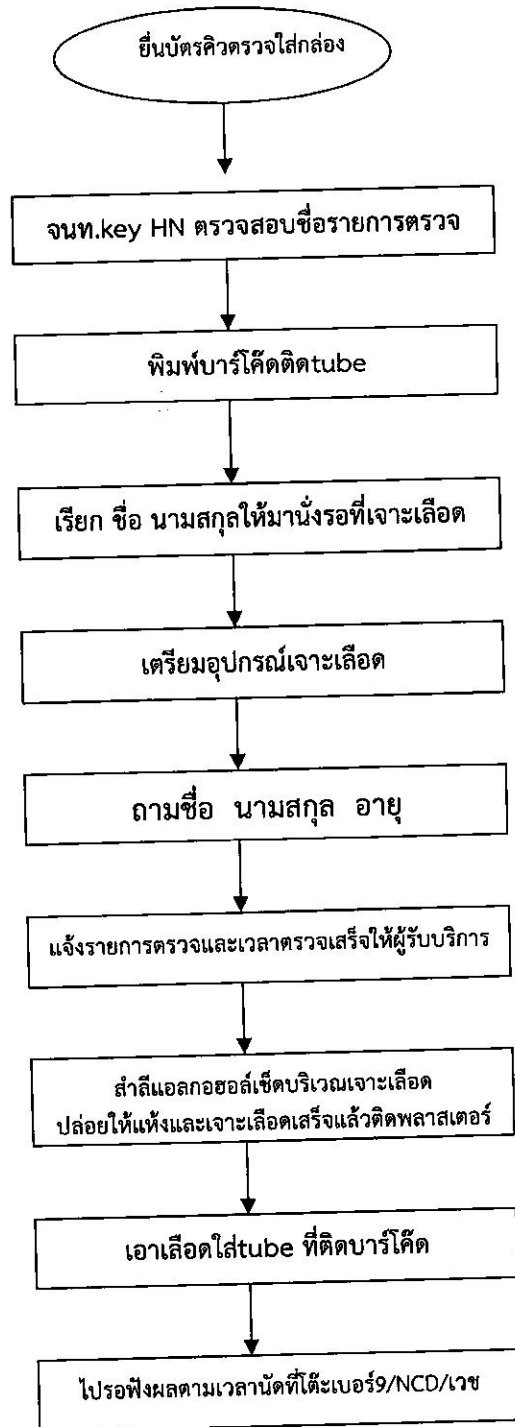 ยื่นบัตรคิวตรวจใส่กล่อง
จนท.key HN ตรวจสอบชื่อรายการตรวจ
พิมพ์บาร์โค๊ดติดtube
เรียก ชื่อ นามสกุลให้มานั่งรอที่เจาะเลือด
เตรียมอุปกรณ์เจาะเลือด
ถามชื่อ นามสกุล อายุ
แจ้งรายการตรวจและเวลาตรวจเสร็จให้ผู้รับบริการ
สำลีแอลกอฮอล์เช็ดบริเวณเจาะเลือด
ปล่อยให้แห้งและเจาะเลือดเสร็จแล้วติดพลาสเตอร์
เอาเลือดใส่tube ที่ติดบาร์โค๊ด
ไปรอฟังผลตามเวลานัดที่โต๊ะเบอร์9/NCD/เวช